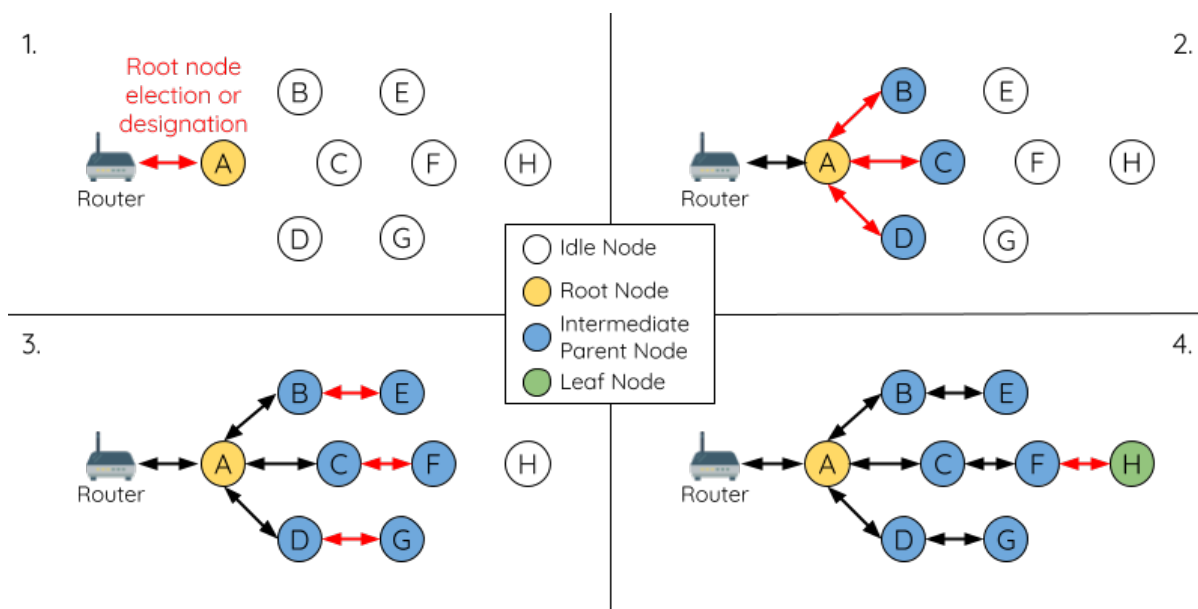 1.
Root node
election or
designation
Router
A
B
E
C
F
H
D
G
2.
B
E
A
C
F
H
Router
D
G
Idle Node
Root Node
Intermediate
Parent Node
Leaf Node
3.
B
E
A
C
F
H
Router
D
G
4.
B
E
A
C
F
H
Router
D
G